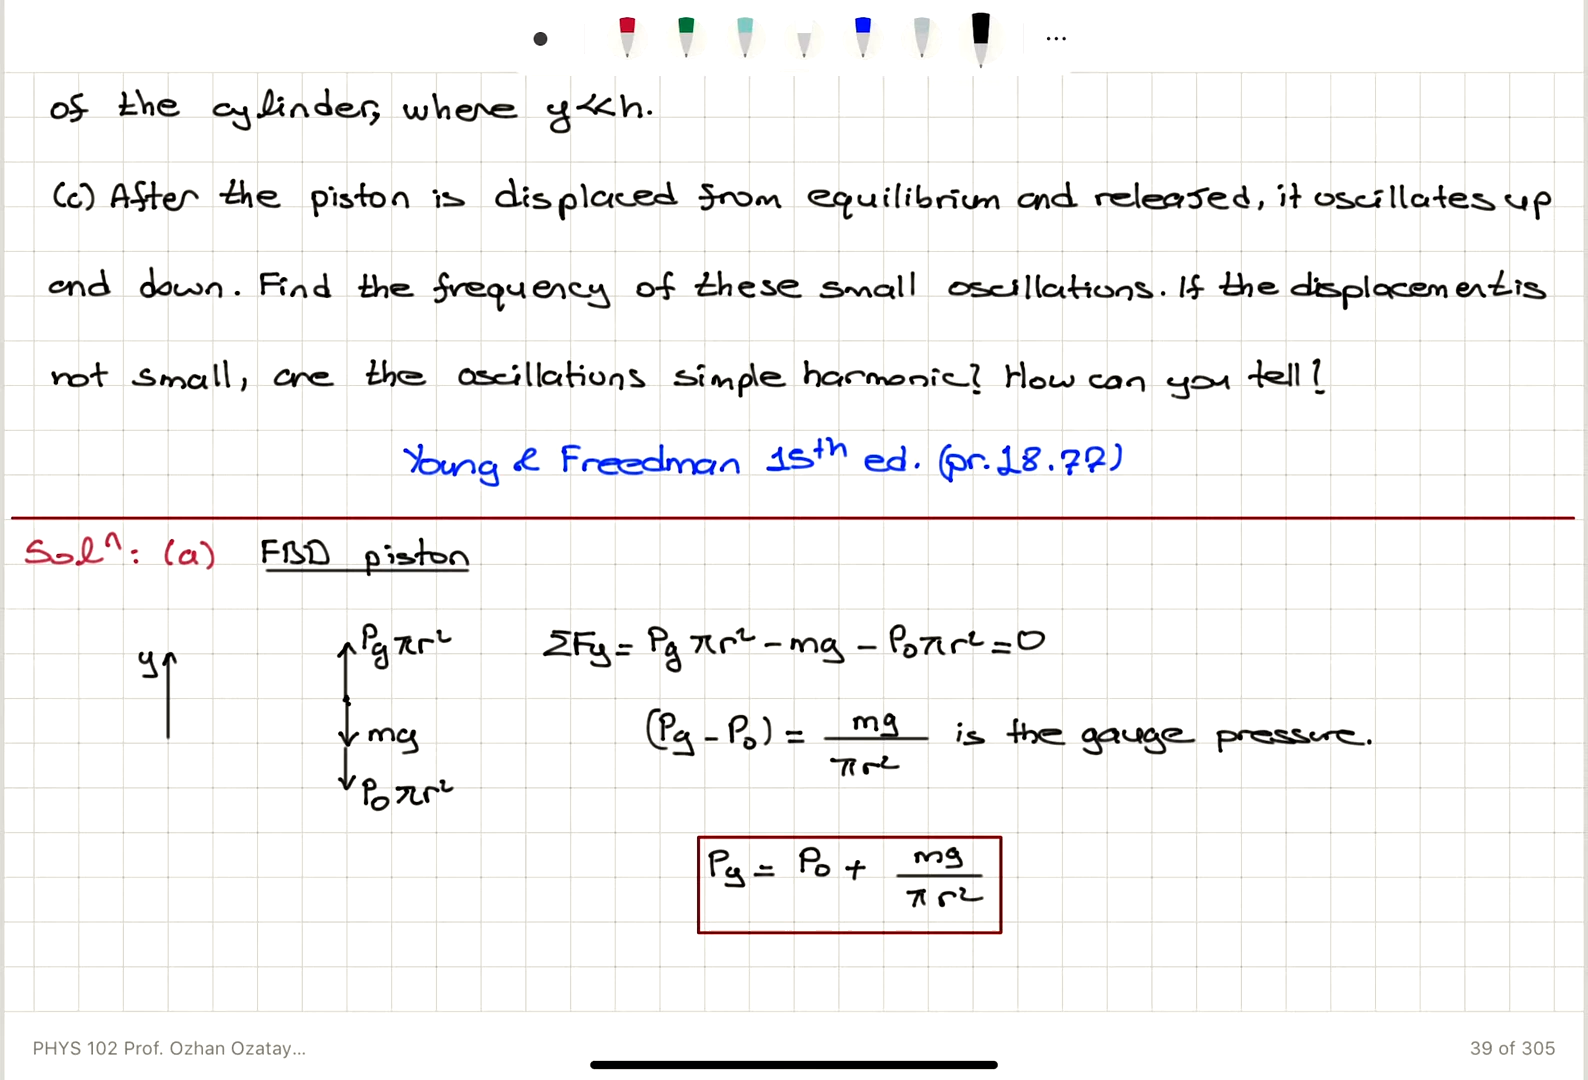 of the cylinder, where y≪h.
(c) After the piston is displaced from equilibrium and released, it oscillates up
and down. Find the frequency of these small oscillations. If the displacement is
not small, are the oscillations simple harmonic? How can you tell?
Young & Freedman 15th ed. (pr. 18.77)
Solⁿ: (a) FBD piston
y
Pg πr²
mg
P₀ πr²
ΣFy = Pg πr² - mg - P₀πr² = 0
(Pg - P₀) = mg / πr² is the gauge pressure.
Pg = P₀ + mg / πr²
PHYS 102 Prof. Ozhan Ozatay...
39 of 305